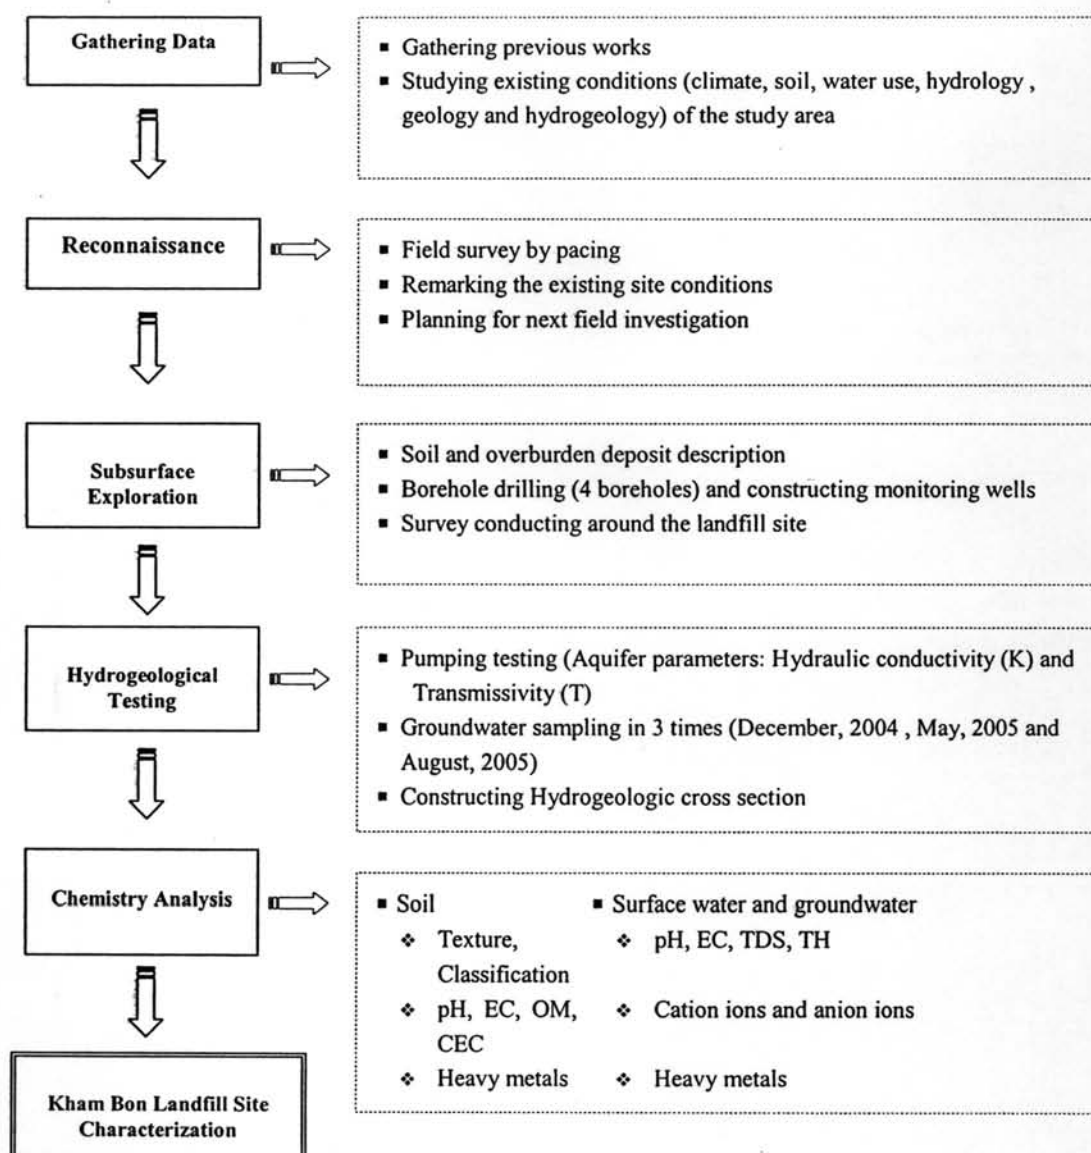 Gathering Data
▪ Gathering previous works
▪ Studying existing conditions (climate, soil, water use, hydrology ,
geology and hydrogeology) of the study area
Reconnaissance
▪ Field survey by pacing
▪ Remarking the existing site conditions
▪ Planning for next field investigation
Subsurface
Exploration
▪ Soil and overburden deposit description
▪ Borehole drilling (4 boreholes) and constructing monitoring wells
▪ Survey conducting around the landfill site
Hydrogeological
Testing
▪ Pumping testing (Aquifer parameters: Hydraulic conductivity (K) and
Transmissivity (T)
▪ Groundwater sampling in 3 times (December, 2004 , May, 2005 and
August, 2005)
▪ Constructing Hydrogeologic cross section
Chemistry Analysis
▪ Soil
❖ Texture,
Classification
❖ pH, EC, OM,
CEC
❖ Heavy metals
▪ Surface water and groundwater
❖ pH, EC, TDS, TH
❖ Cation ions and anion ions
❖ Heavy metals
Kham Bon Landfill Site
Characterization